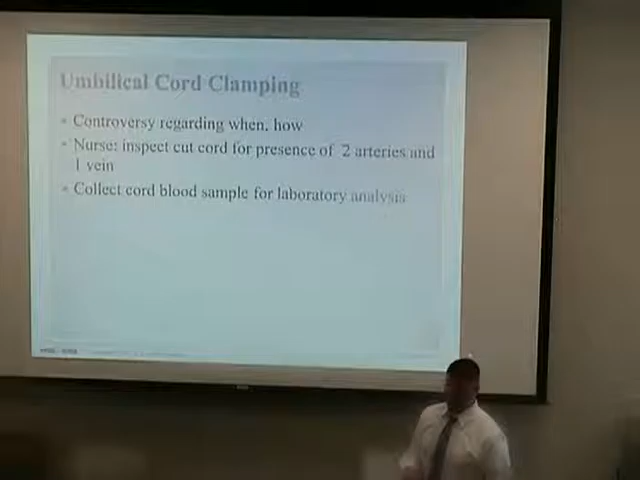 Umbilical Cord Clamping
Controversy regarding when, how
Nurse: inspect cut cord for presence of 2 arteries and
1 vein
Collect cord blood sample for laboratory analysis